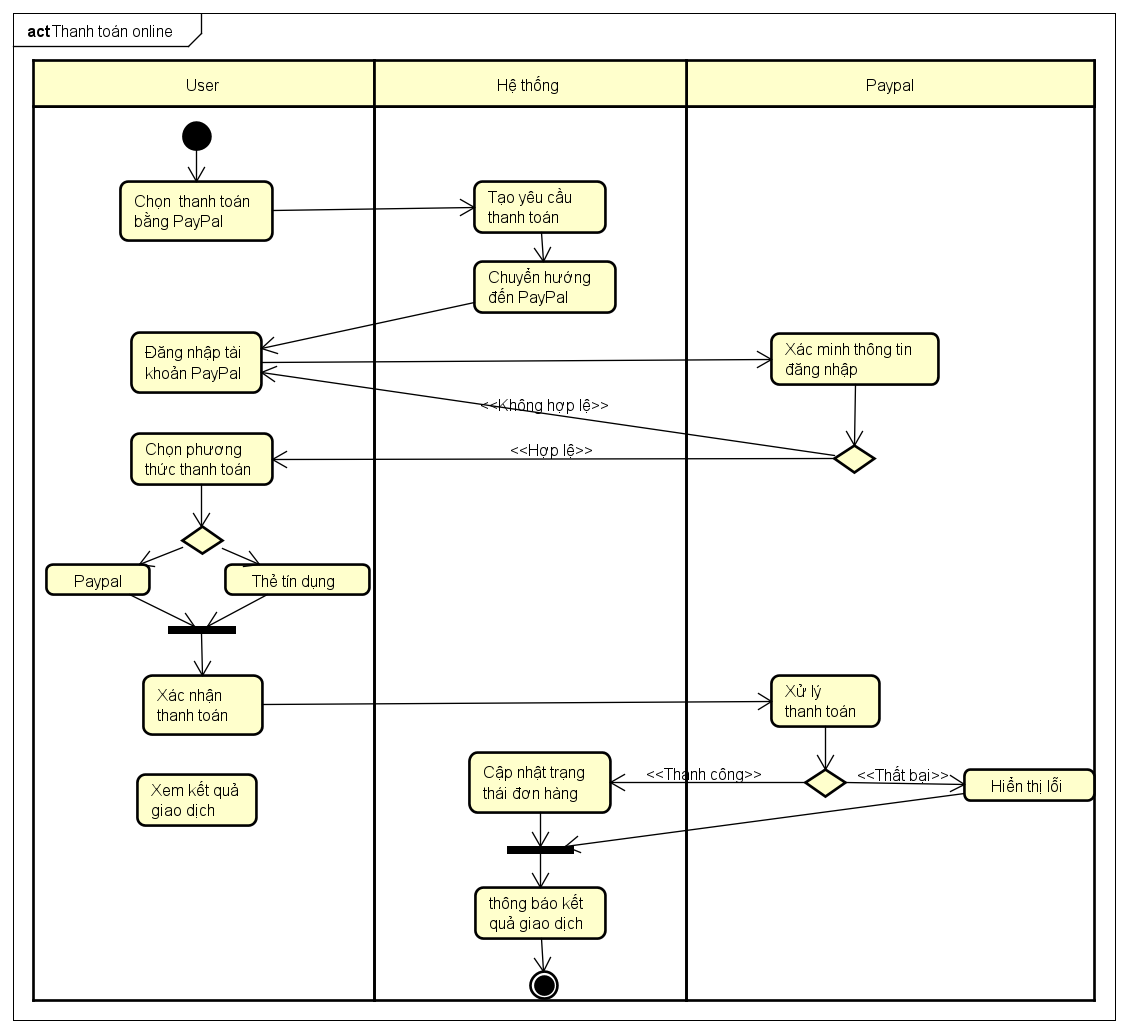 act Thanh toán online
User
Hệ thống
Paypal
Chọn thanh toán
bằng PayPal
Tạo yêu cầu
thanh toán
Chuyển hướng
đến PayPal
Đăng nhập tài
khoản PayPal
Xác minh thông tin
đăng nhập
<<Không hợp lệ>>
<<Hợp lệ>>
Chọn phương
thức thanh toán
Paypal
Thẻ tín dụng
Xác nhận
thanh toán
Xử lý
thanh toán
<<Thành công>>
<<Thất bại>>
Hiển thị lỗi
Cập nhật trạng
thái đơn hàng
Xem kết quả
giao dịch
thông báo kết
quả giao dịch